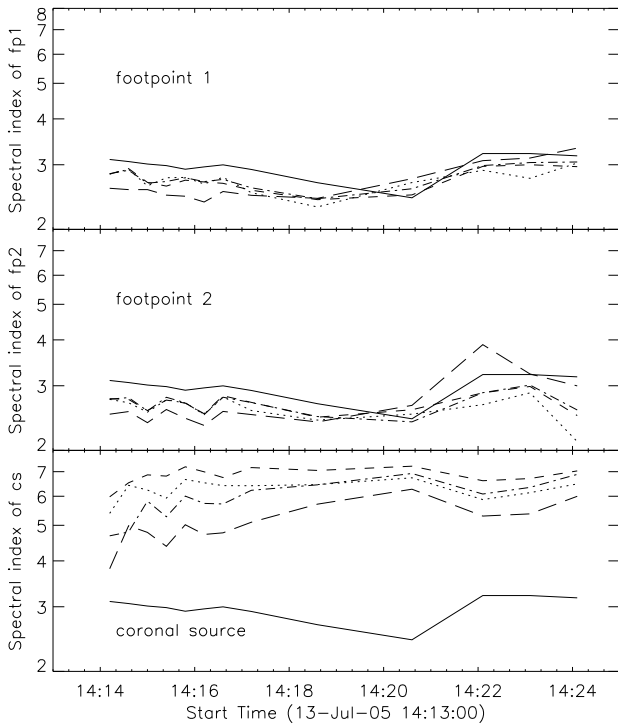 8
7
6
5
4
3
2
Spectral index of fp1
footpoint 1
7
6
5
4
3
2
Spectral index of fp2
footpoint 2
7
6
5
4
3
2
Spectral index of cs
coronal source
14:14 14:16 14:18 14:20 14:22 14:24
Start Time (13-Jul-05 14:13:00)